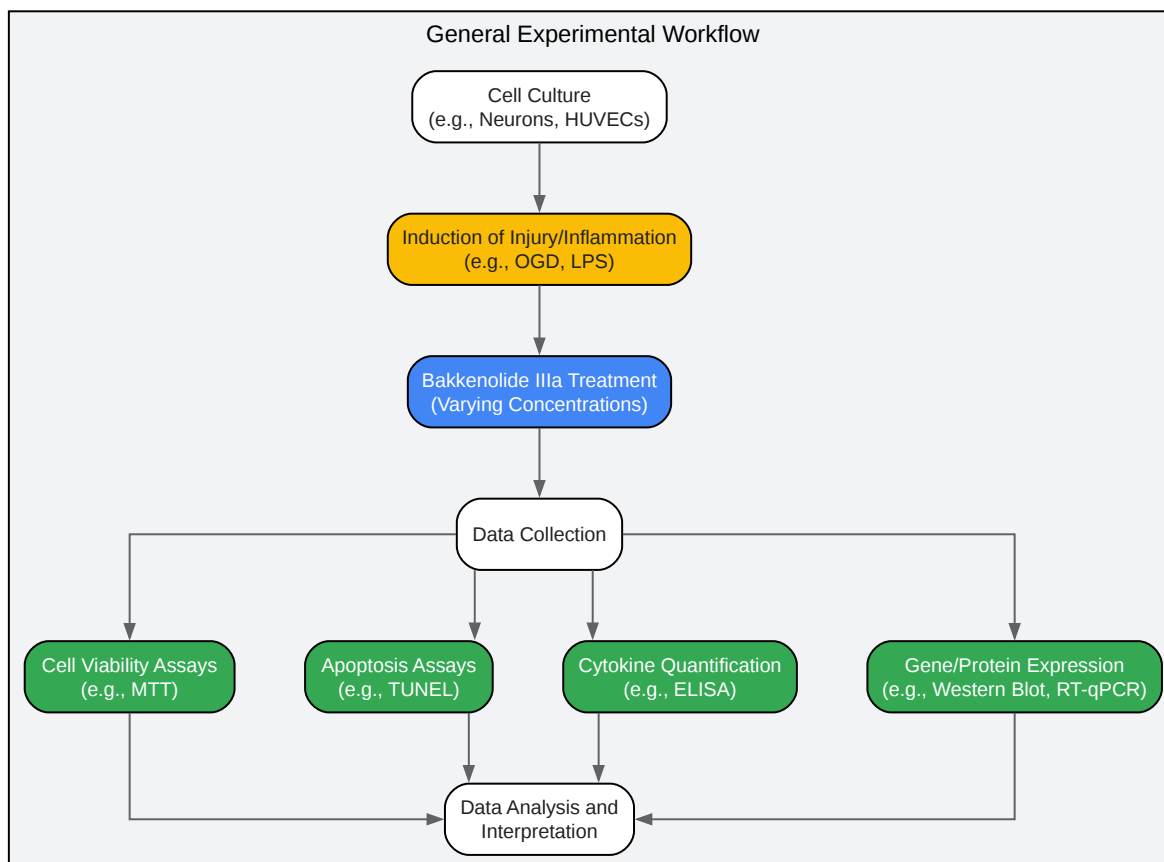 General Experimental Workflow
Cell Culture
(e.g., Neurons, HUVECs)
Induction of Injury/Inflammation
(e.g., OGD, LPS)
Bakkenolide IIIa Treatment
(Varying Concentrations)
Data Collection
Cell Viability Assays
(e.g., MTT)
Apoptosis Assays
(e.g., TUNEL)
Cytokine Quantification
(e.g., ELISA)
Gene/Protein Expression
(e.g., Western Blot, RT-qPCR)
Data Analysis and
Interpretation